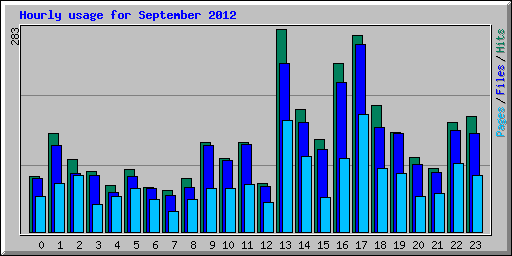 Hourly usage for September 2012
283
Pages / Files / Hits
0 1 2 3 4 5 6 7 8 9 10 11 12 13 14 15 16 17 18 19 20 21 22 23